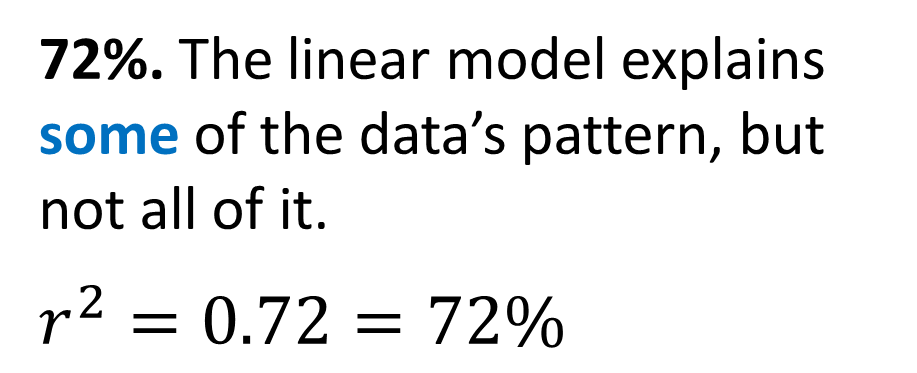 72%. The linear model explains
some of the data’s pattern, but
not all of it.
r² = 0.72 = 72%